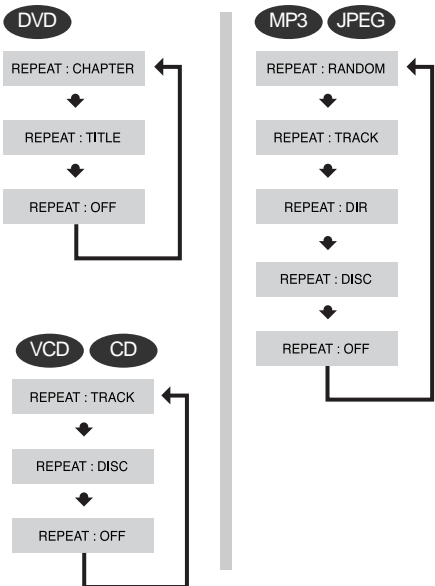 DVD
REPEAT : CHAPTER
REPEAT : TITLE
REPEAT : OFF
VCD CD
REPEAT : TRACK
REPEAT : DISC
REPEAT : OFF
MP3 JPEG
REPEAT : RANDOM
REPEAT : TRACK
REPEAT : DIR
REPEAT : DISC
REPEAT : OFF